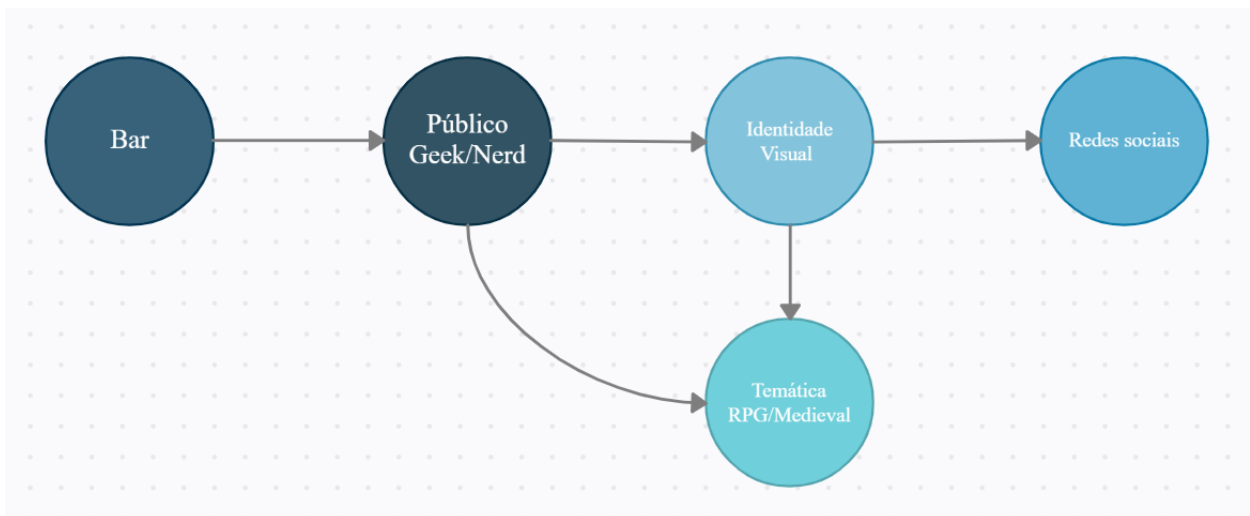 Bar
Público
Geek/Nerd
Identidade
Visual
Redes sociais
Temática
RPG/Medieval